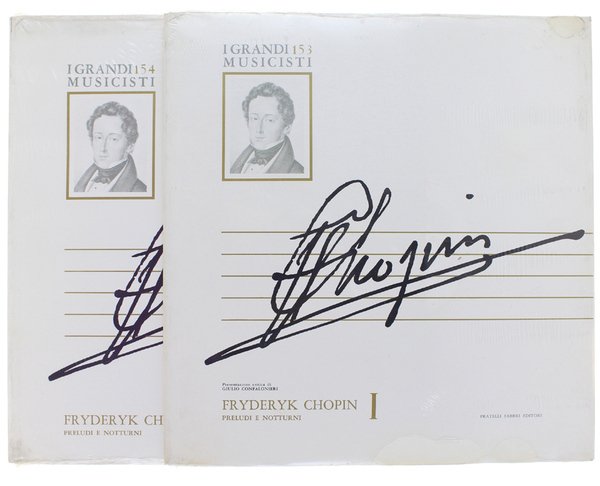 I GRANDI 154
MUSICISTI
FRYDERYK CH
PRELUDI E NOTTURNI
I GRANDI 153
MUSICISTI
Chopin
Presentazione critica di
GIULIO CONFALONIERI
FRYDERYK CHOPIN I
PRELUDI E NOTTURNI
FRATELLI FABBRI EDITORI